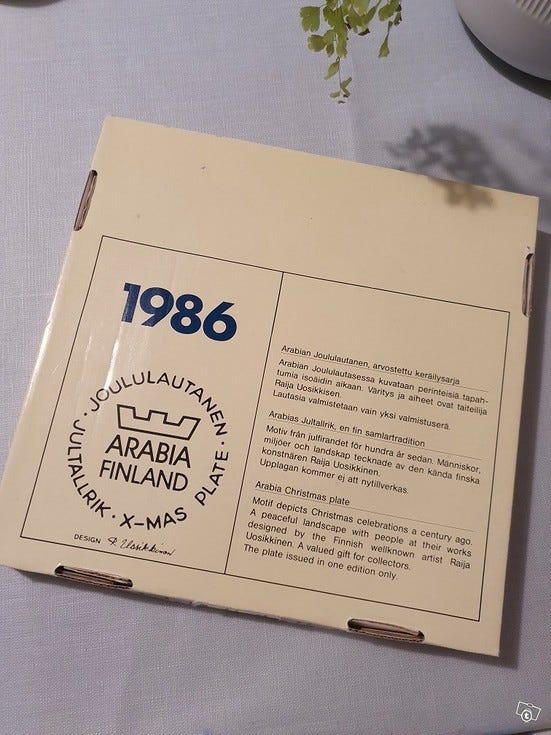 1986
· JOULULAUTANEN ·
JULTALLRIK · X-MAS PLATE ·
ARABIA
FINLAND
DESIGN R. Uosikkinen
Arabian Joululautanen, arvostettu keräilysarja
Arabian Joululautasessa kuvataan perinteisiä tapah-
tumia isoäidin aikaan. Väritys ja aiheet ovat taiteilija
Raija Uosikkisen.
Lautasia valmistetaan vain yksi valmistuserä.
Arabias Jultallrik, en fin samlartradition
Motiv från julfirandet för hundra år sedan. Människor,
miljöer och landskap tecknade av den kända finska
konstnären Raija Uosikkinen.
Upplagan kommer ej att nytillverkas.
Arabia Christmas plate
Motif depicts Christmas celebrations a century ago.
A peaceful landscape with people at their works
designed by the Finnish wellknown artist Raija
Uosikkinen. A valued gift for collectors.
The plate issued in one edition only.
t